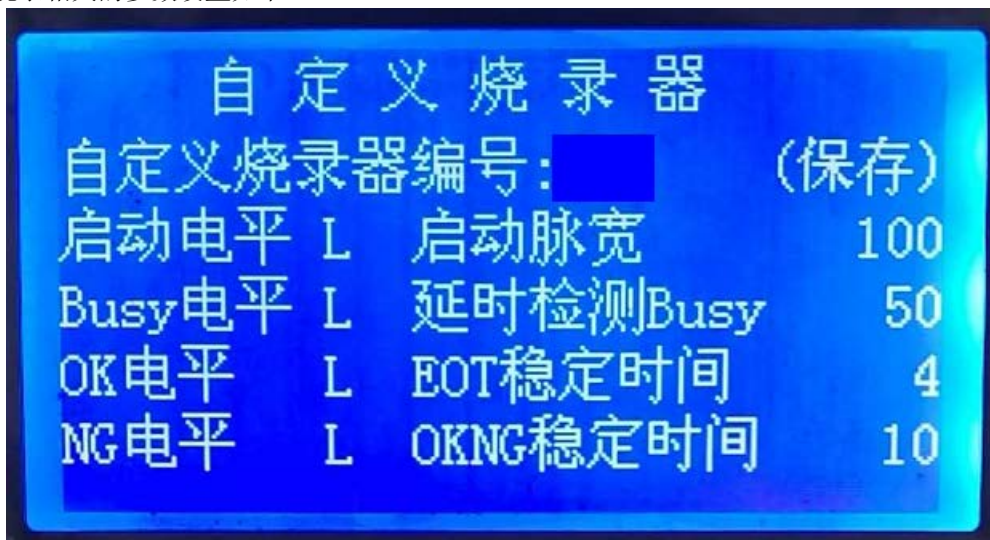 自定义烧录器
自定义烧录器编号: (保存)
启动电平 L 启动脉宽 100
Busy电平 L 延时检测Busy 50
OK电平 L EOT稳定时间 4
NG电平 L OKNG稳定时间 10